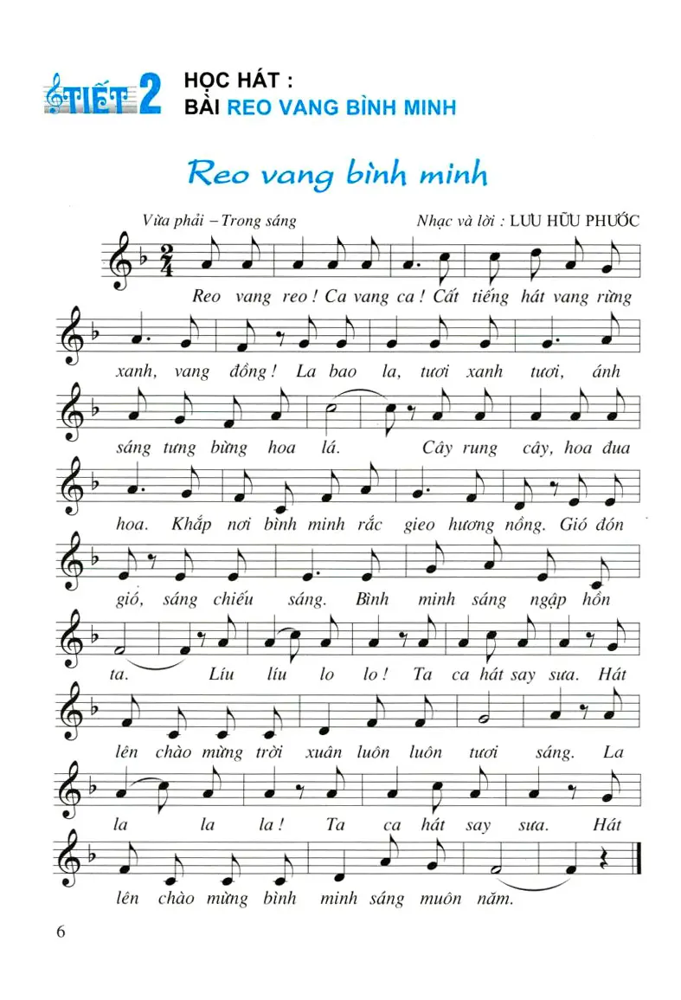 TIẾT 2
HỌC HÁT :
BÀI REO VANG BÌNH MINH
Reo vang bình minh
Vừa phải – Trong sáng
Nhạc và lời : LƯU HỮU PHƯỚC
2
4
Reo vang reo ! Ca vang ca ! Cất tiếng hát vang rừng
xanh, vang đồng ! La bao la, tươi xanh tươi, ánh
sáng tưng bừng hoa lá. Cây rung cây, hoa đua
hoa. Khắp nơi bình minh rắc gieo hương nồng. Gió đón
gió, sáng chiếu sáng. Bình minh sáng ngập hồn
ta. Líu líu lo lo ! Ta ca hát say sưa. Hát
lên chào mừng trời xuân luôn luôn tươi sáng. La
la la la ! Ta ca hát say sưa. Hát
lên chào mừng bình minh sáng muôn năm.
6